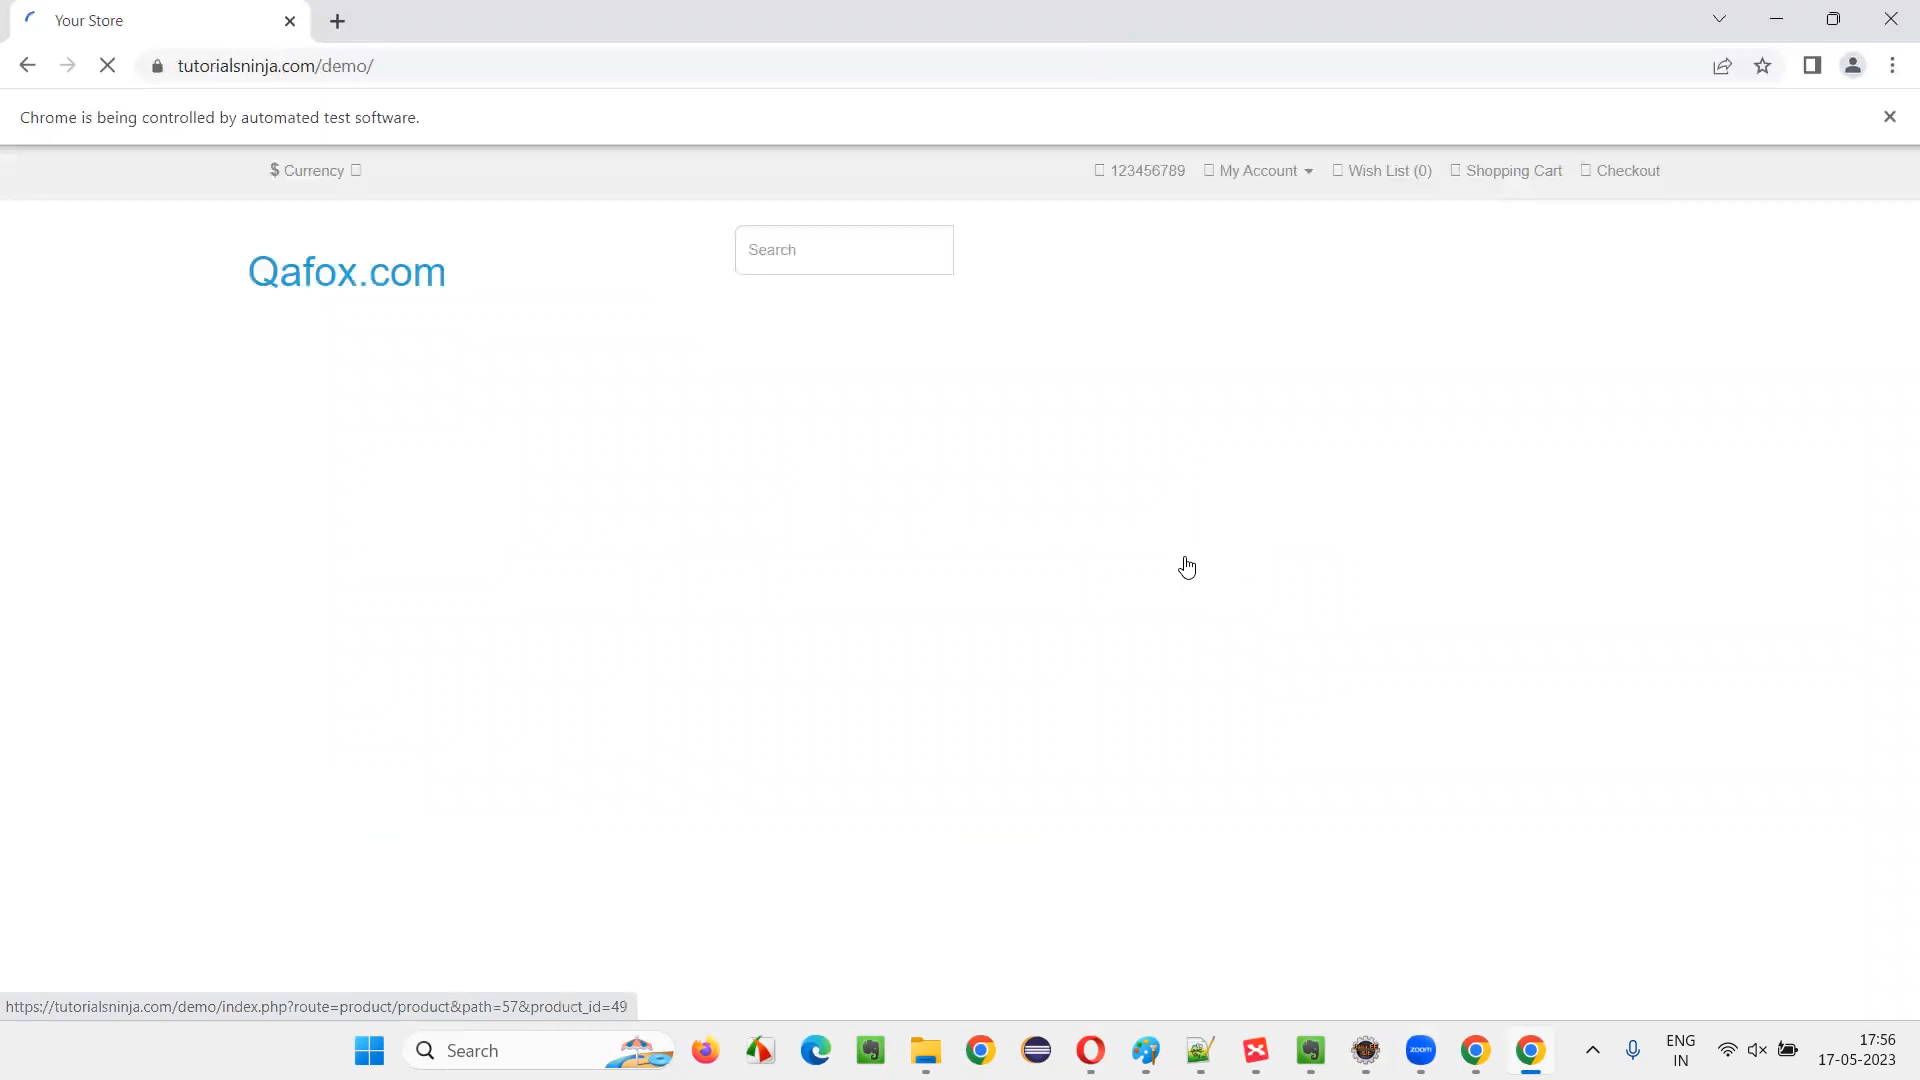 Your Store
tutorialsninja.com/demo/
Chrome is being controlled by automated test software.
$ Currency
123456789 My Account Wish List (0) Shopping Cart Checkout
Search
Qafox.com
https://tutorialsninja.com/demo/index.php?route=product/product&path=57&product_id=49
Search
zoom
ENG
IN
17:56
17-05-2023